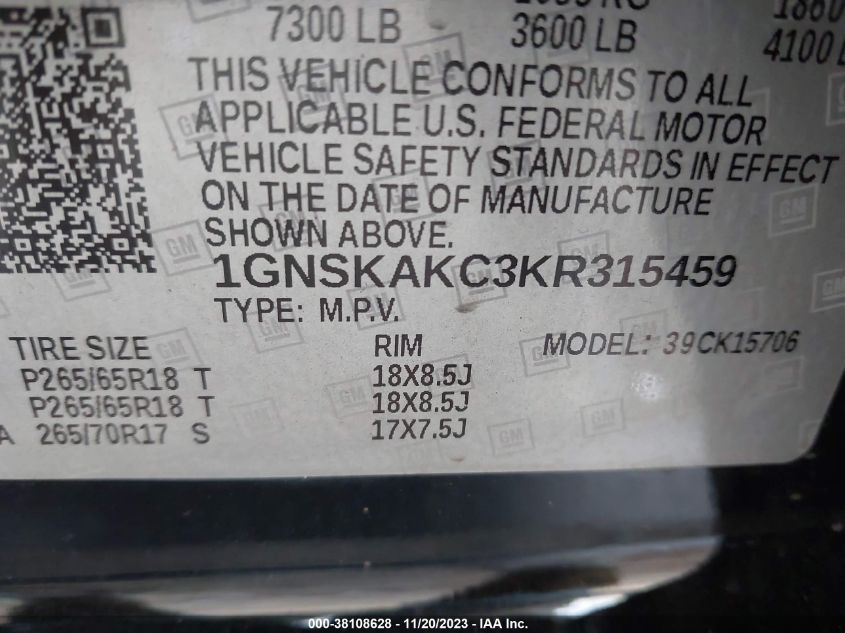 7300 LB 3600 LB 4100
THIS VEHICLE CONFORMS TO ALL
APPLICABLE U.S. FEDERAL MOTOR
VEHICLE SAFETY STANDARDS IN EFFECT
ON THE DATE OF MANUFACTURE
SHOWN ABOVE.
1GNSKAKC3KR315459
TYPE: M.P.V.
TIRE SIZE RIM MODEL: 39CK15706
P265/65R18 T 18X8.5J
P265/65R18 T 18X8.5J
265/70R17 S 17X7.5J
000-38108628 - 11/20/2023 - IAA Inc.